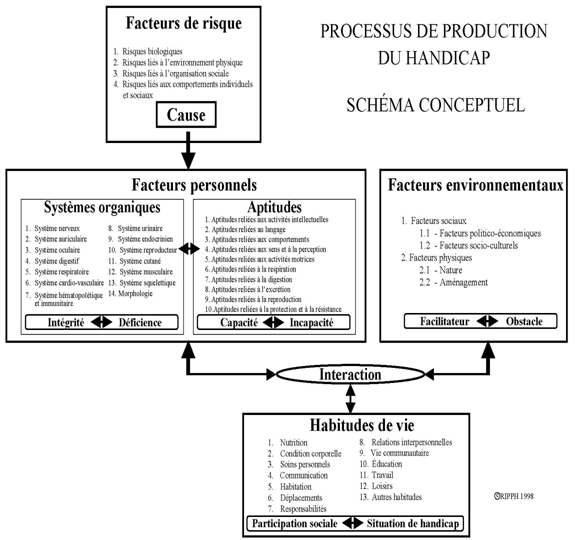 PROCESSUS DE PRODUCTION
DU HANDICAP
SCHÉMA CONCEPTUEL
Facteurs de risque
1. Risques biologiques
2. Risques liés à l'environnement physique
3. Risques liés à l'organisation sociale
4. Risques liés aux comportements individuels
et sociaux
Cause
Facteurs personnels
Systèmes organiques
1. Système nerveux
2. Système auriculaire
3. Système oculaire
4. Système digestif
5. Système respiratoire
6. Système cardio-vasculaire
7. Système hématopoïétique
et immunitaire
8. Système urinaire
9. Système endocrinien
10. Système reproducteur
11. Système cutané
12. Système musculaire
13. Système squelettique
14. Morphologie
Intégrité Déficience
Aptitudes
1. Aptitudes reliées aux activités intellectuelles
2. Aptitudes reliées au langage
3. Aptitudes reliées aux comportements
4. Aptitudes reliées aux sens et à la perception
5. Aptitudes reliées aux activités motrices
6. Aptitudes reliées à la respiration
7. Aptitudes reliées à la digestion
8. Aptitudes reliées à l'excrétion
9. Aptitudes reliées à la reproduction
10. Aptitudes reliées à la protection et à la résistance
Capacité Incapacité
Facteurs environnementaux
1. Facteurs sociaux
1.1 - Facteurs politico-économiques
1.2 - Facteurs socio-culturels
2. Facteurs physiques
2.1 - Nature
2.2 - Aménagement
Facilitateur Obstacle
Interaction
Habitudes de vie
1. Nutrition
2. Condition corporelle
3. Soins personnels
4. Communication
5. Habitation
6. Déplacements
7. Responsabilités
8. Relations interpersonnelles
9. Vie communautaire
10. Éducation
11. Travail
12. Loisirs
13. Autres habitudes
Participation sociale Situation de handicap
©RIPPH 1998